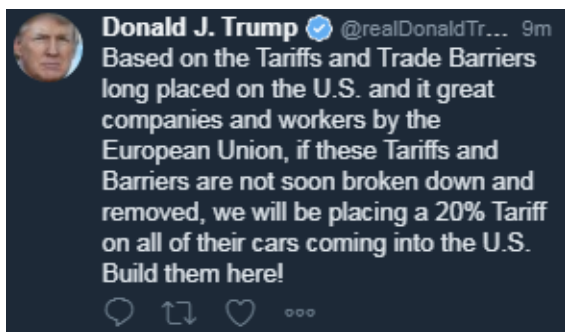 Donald J. Trump @realDonaldTr... 9m
Based on the Tariffs and Trade Barriers
long placed on the U.S. and it great
companies and workers by the
European Union, if these Tariffs and
Barriers are not soon broken down and
removed, we will be placing a 20% Tariff
on all of their cars coming into the U.S.
Build them here!